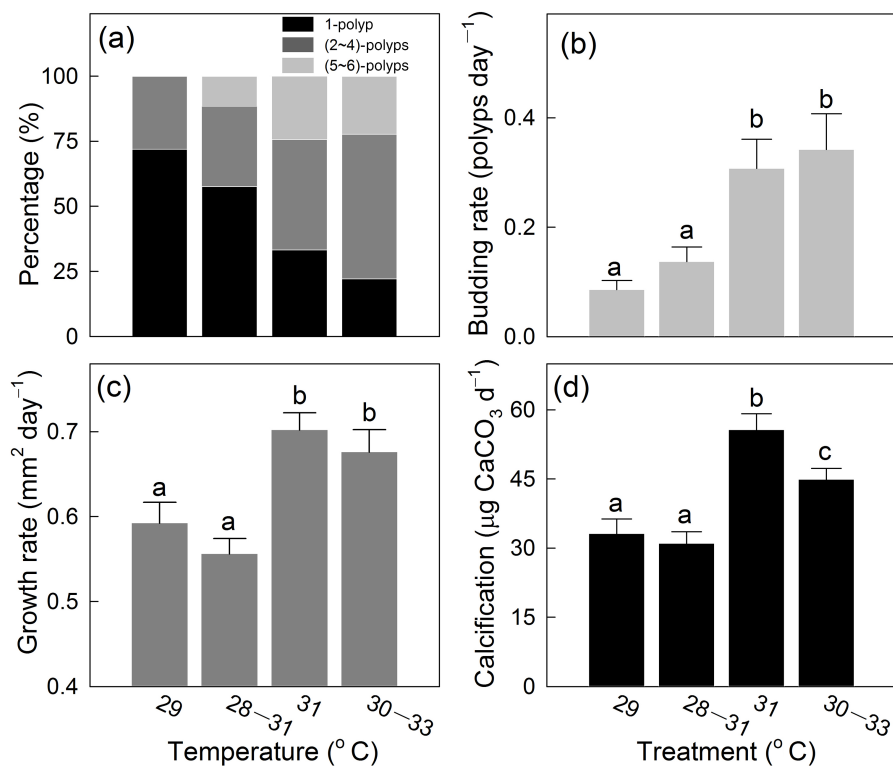 (a)
1-polyp
(2~4)-polyps
(5~6)-polyps
100
75
50
25
0
Percentage (%)
(b)
0.4
0.2
0.0
Budding rate (polyps day⁻¹)
a
a
b
b
(c)
0.7
0.6
0.5
0.4
Growth rate (mm² day⁻¹)
a
a
b
b
29
28–31
31
30–33
Temperature (° C)
(d)
60
45
30
15
0
Calcification (µg CaCO₃ d⁻¹)
a
a
b
c
29
28–31
31
30–33
Treatment (° C)